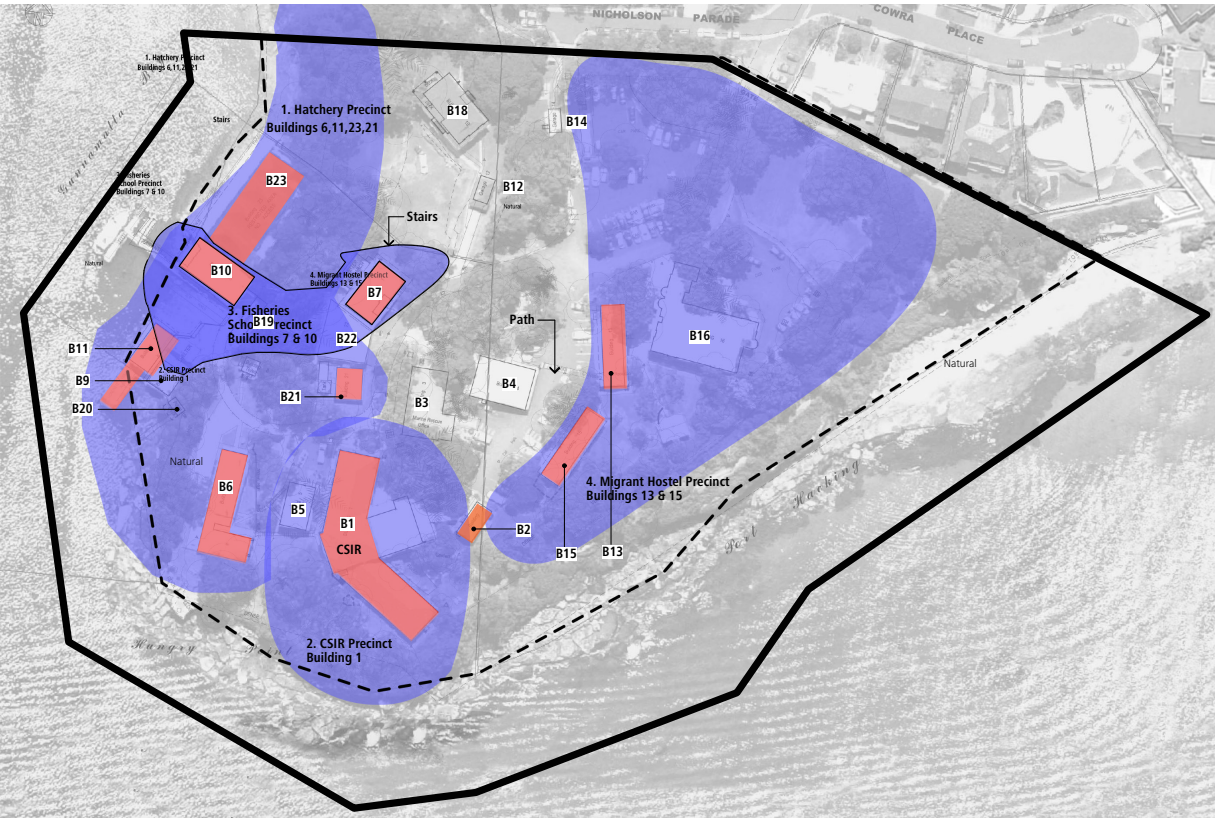 NICHOLSON PARADE
COWRA
PLACE
1. Hatchery Precinct
Buildings 6,11,23,21
1. Hatchery Precinct
Buildings 6,11,23,21
B18
Stairs
B14
B23
3. Fisheries
School Precinct
Buildings 7 & 10
B12
Natural
Stairs
Gunnamatta
Natural
B10
4. Migrant Hostel Precinct
Buildings 13 & 15
B7
3. Fisheries
School Precinct
Buildings 7 & 10
B19
B22
Path
B16
B11
2. CSIR Precinct
Building 1
B9
B20
B21
B3
B4
Natural
Natural
B6
B5
B1
CSIR
4. Migrant Hostel Precinct
Buildings 13 & 15
B2
B15
B13
Port Hacking
Hungry Point
2. CSIR Precinct
Building 1